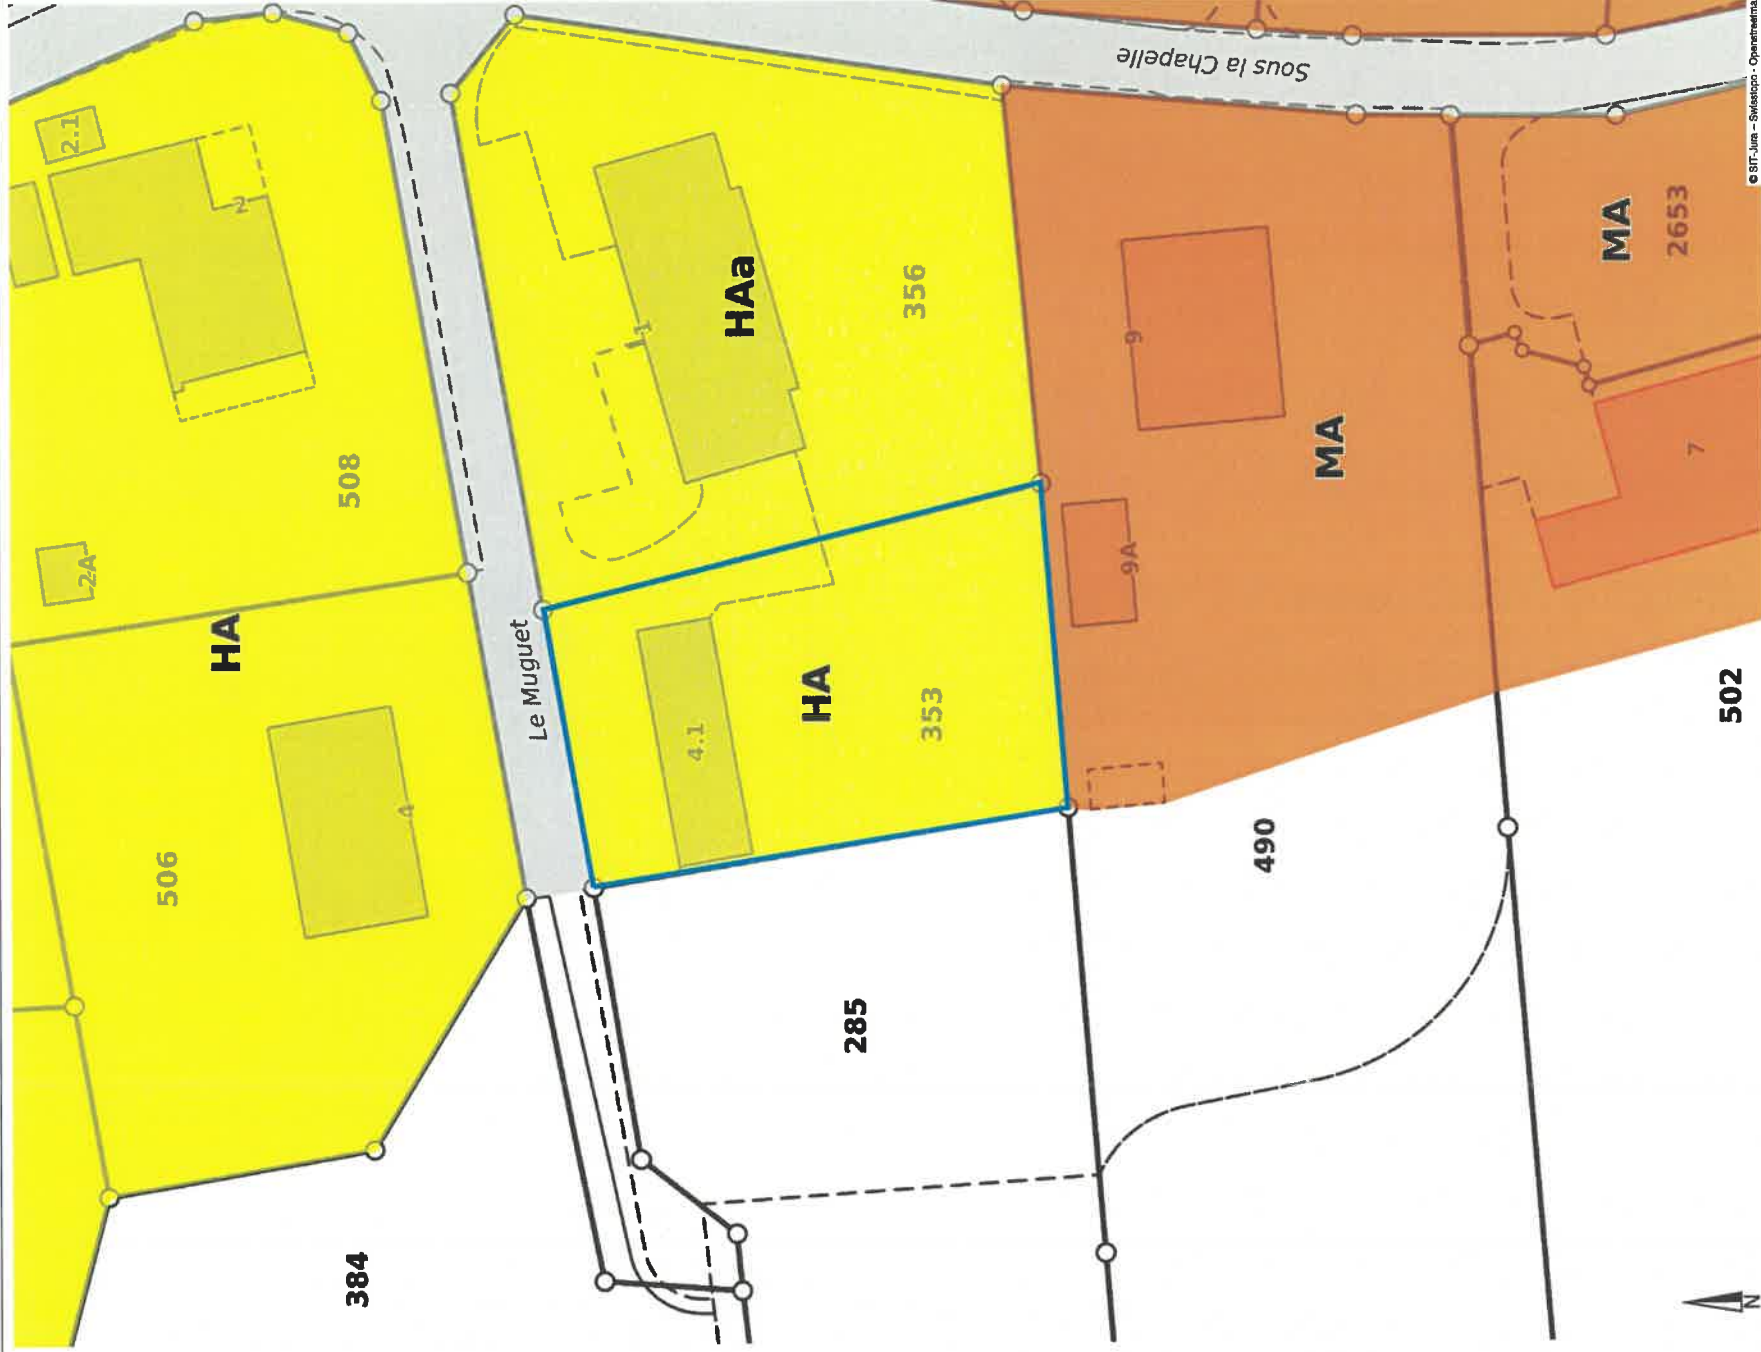 2.1
2
508
2A
HA
506
4
Le Muguet
1
HAa
356
4.1
HA
353
Sous la Chapelle
9
MA
9A
MA
2653
7
502
490
285
384
N
© SIT-Jura – Swisstopo - Openstreetma